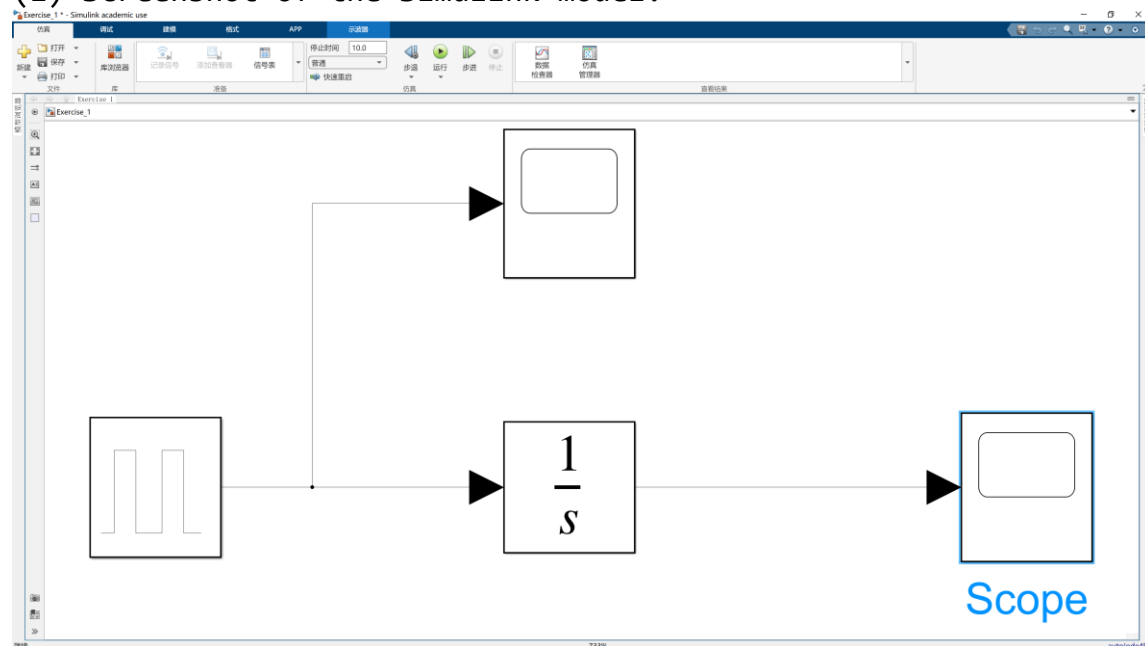 (1) Screenshot of the Simulink model:
Exercise_1 * - Simulink academic use
仿真 调试 建模 格式 APP 示波器
新建 打开 保存 打印
文件
库浏览器
库
记录信号 添加查看器 信号表
准备
停止时间 10.0
普通
快速重启
步退 运行 步进 停止
仿真
数据检查器 仿真管理器
查看结果
Exercise_1
Exercise_1
1
s
Scope
733%